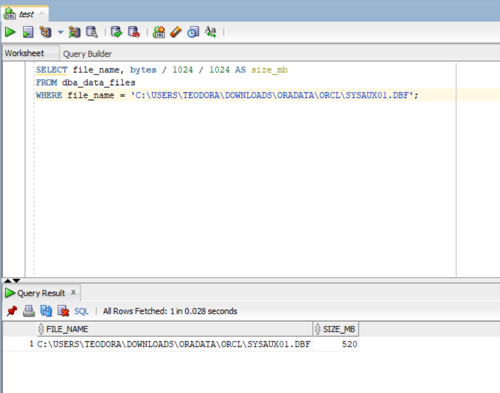 test
Worksheet Query Builder
SELECT file_name, bytes / 1024 / 1024 AS size_mb
FROM dba_data_files
WHERE file_name = 'C:\USERS\TEODORA\DOWNLOADS\ORADATA\ORCL\SYSAUX01.DBF';
Query Result x
SQL | All Rows Fetched: 1 in 0.028 seconds
FILE_NAME SIZE_MB
1 C:\USERS\TEODORA\DOWNLOADS\ORADATA\ORCL\SYSAUX01.DBF 520